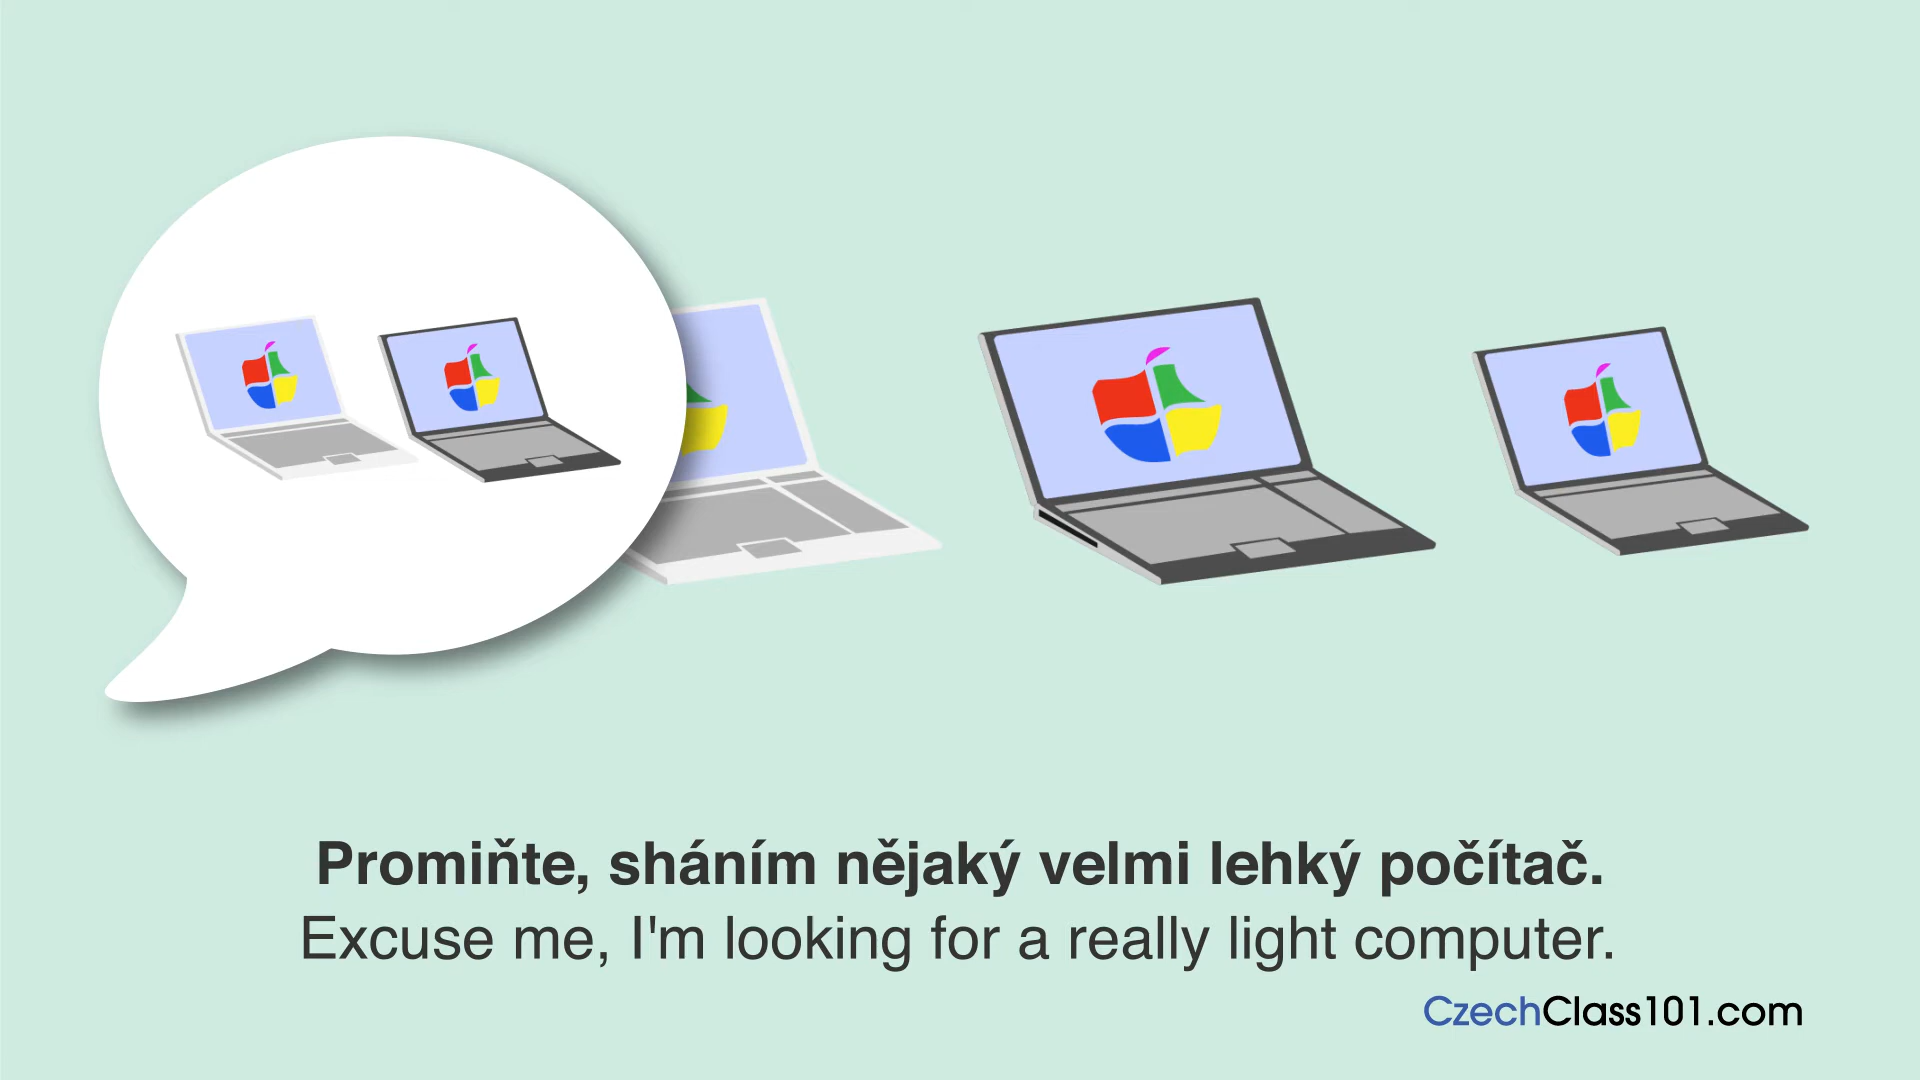 Promiňte, sháním nějaký velmi lehký počítač.
Excuse me, I'm looking for a really light computer.
CzechClass101.com